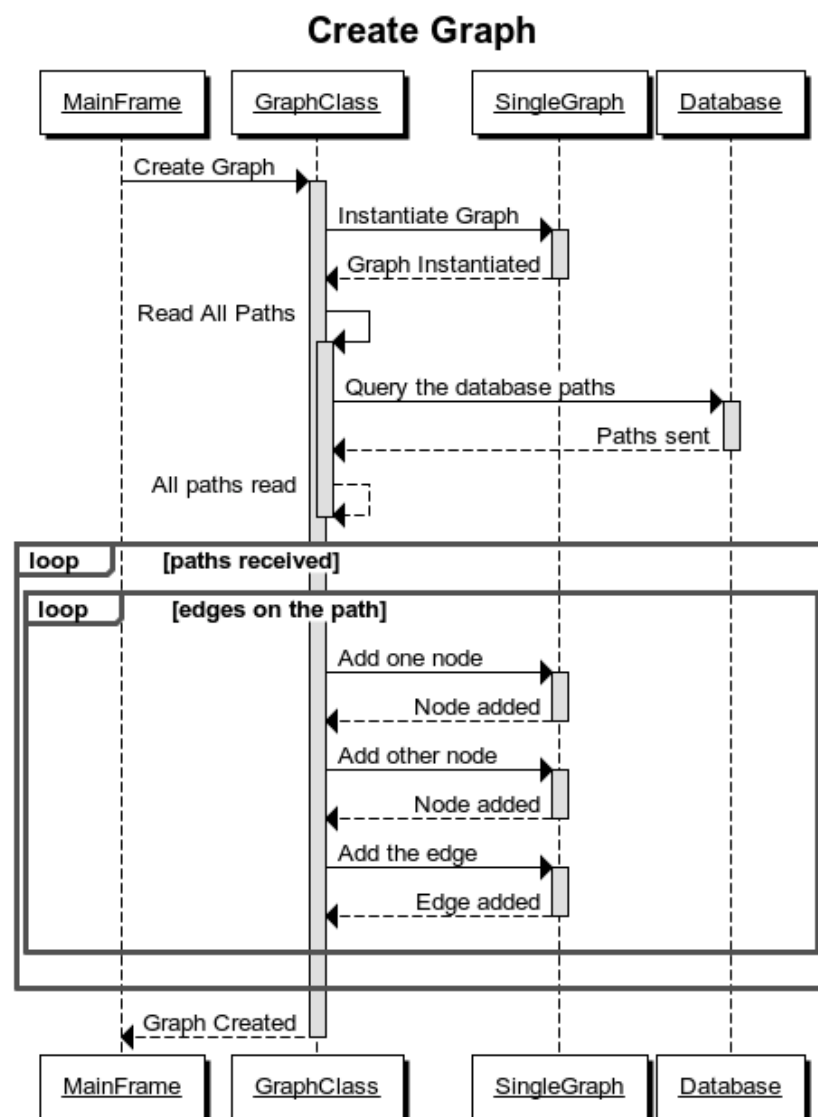 Create Graph
MainFrame GraphClass SingleGraph Database
Create Graph
Instantiate Graph
Graph Instantiated
Read All Paths
Query the database paths
Paths sent
All paths read
loop [paths received]
loop [edges on the path]
Add one node
Node added
Add other node
Node added
Add the edge
Edge added
Graph Created
MainFrame GraphClass SingleGraph Database